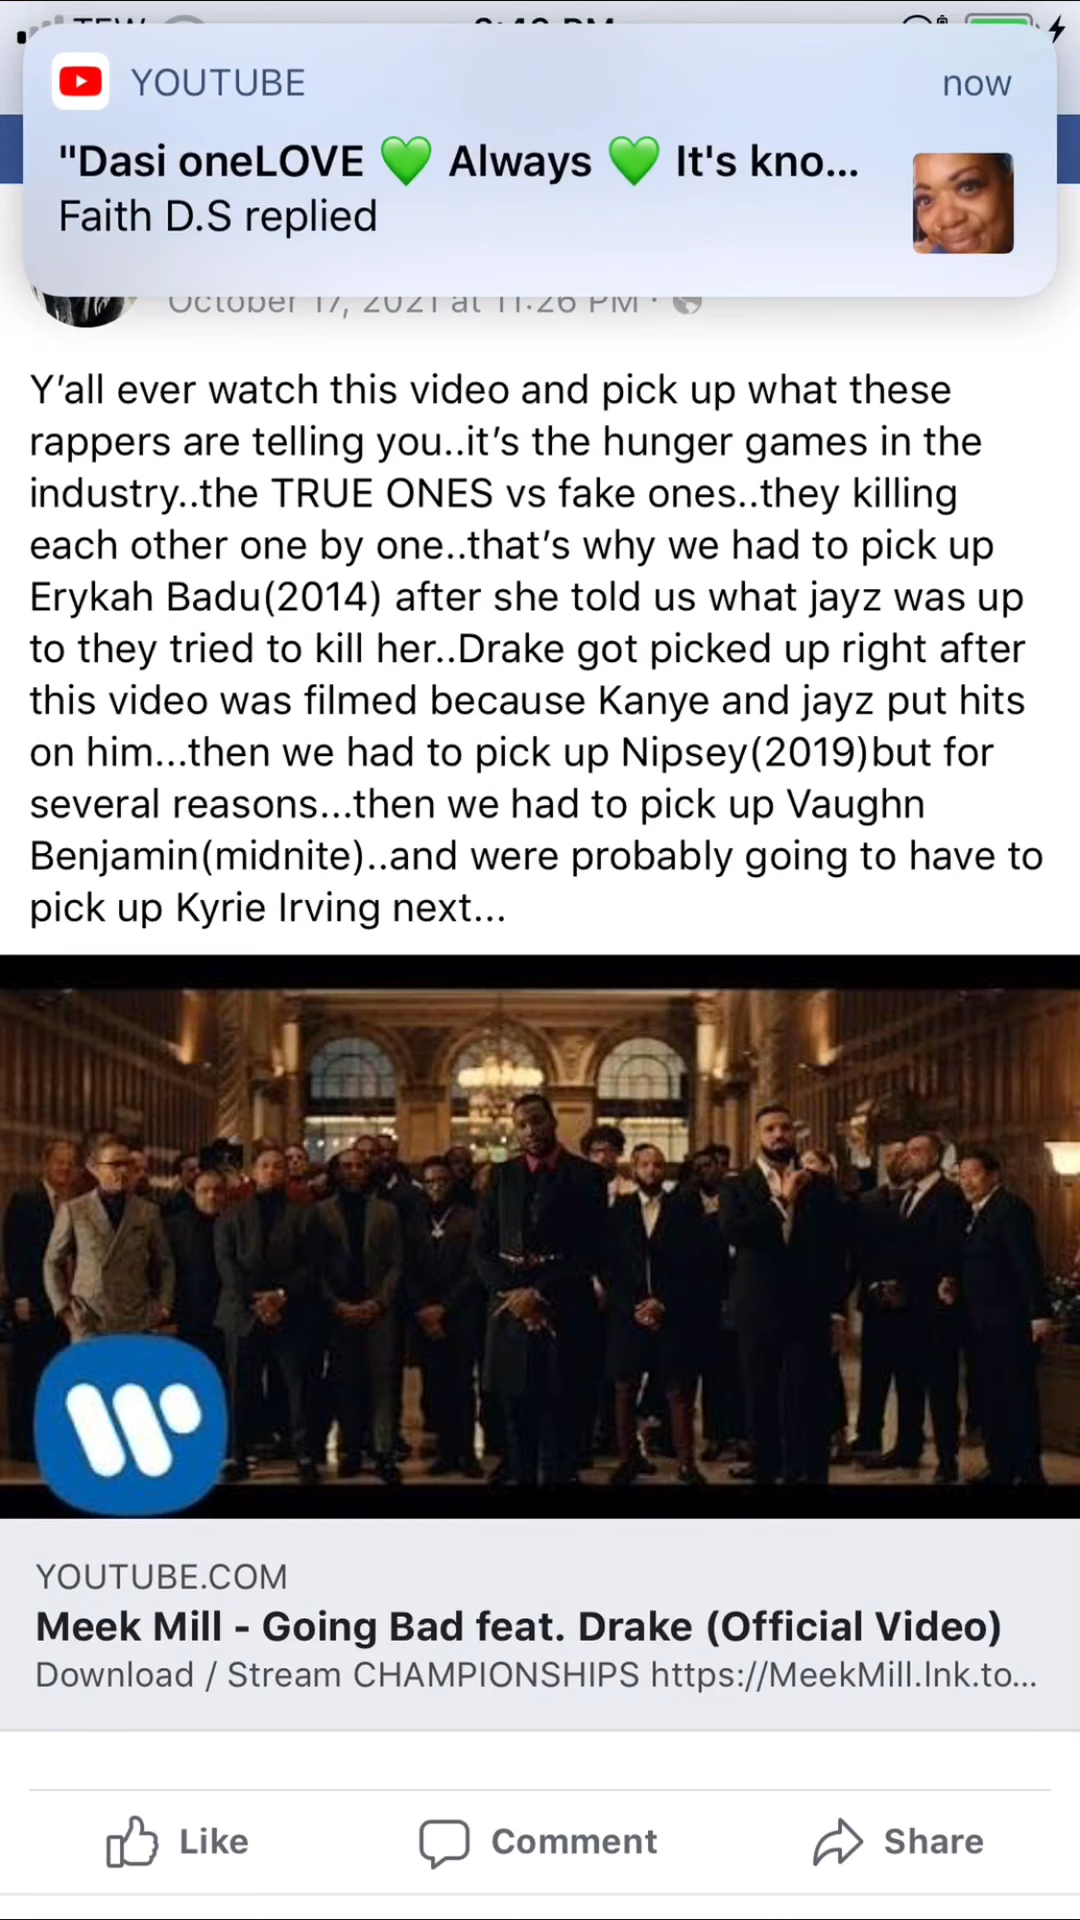 YOUTUBE
now
"Dasi oneLOVE 💚 Always 💚 It's kno...
Faith D.S replied
October 17, 2021 at 11:26 PM ·
Y'all ever watch this video and pick up what these
rappers are telling you..it's the hunger games in the
industry..the TRUE ONES vs fake ones..they killing
each other one by one..that's why we had to pick up
Erykah Badu(2014) after she told us what jayz was up
to they tried to kill her..Drake got picked up right after
this video was filmed because Kanye and jayz put hits
on him...then we had to pick up Nipsey(2019)but for
several reasons...then we had to pick up Vaughn
Benjamin(midnite)..and were probably going to have to
pick up Kyrie Irving next...
YOUTUBE.COM
Meek Mill - Going Bad feat. Drake (Official Video)
Download / Stream CHAMPIONSHIPS https://MeekMill.lnk.to...
Like
Comment
Share